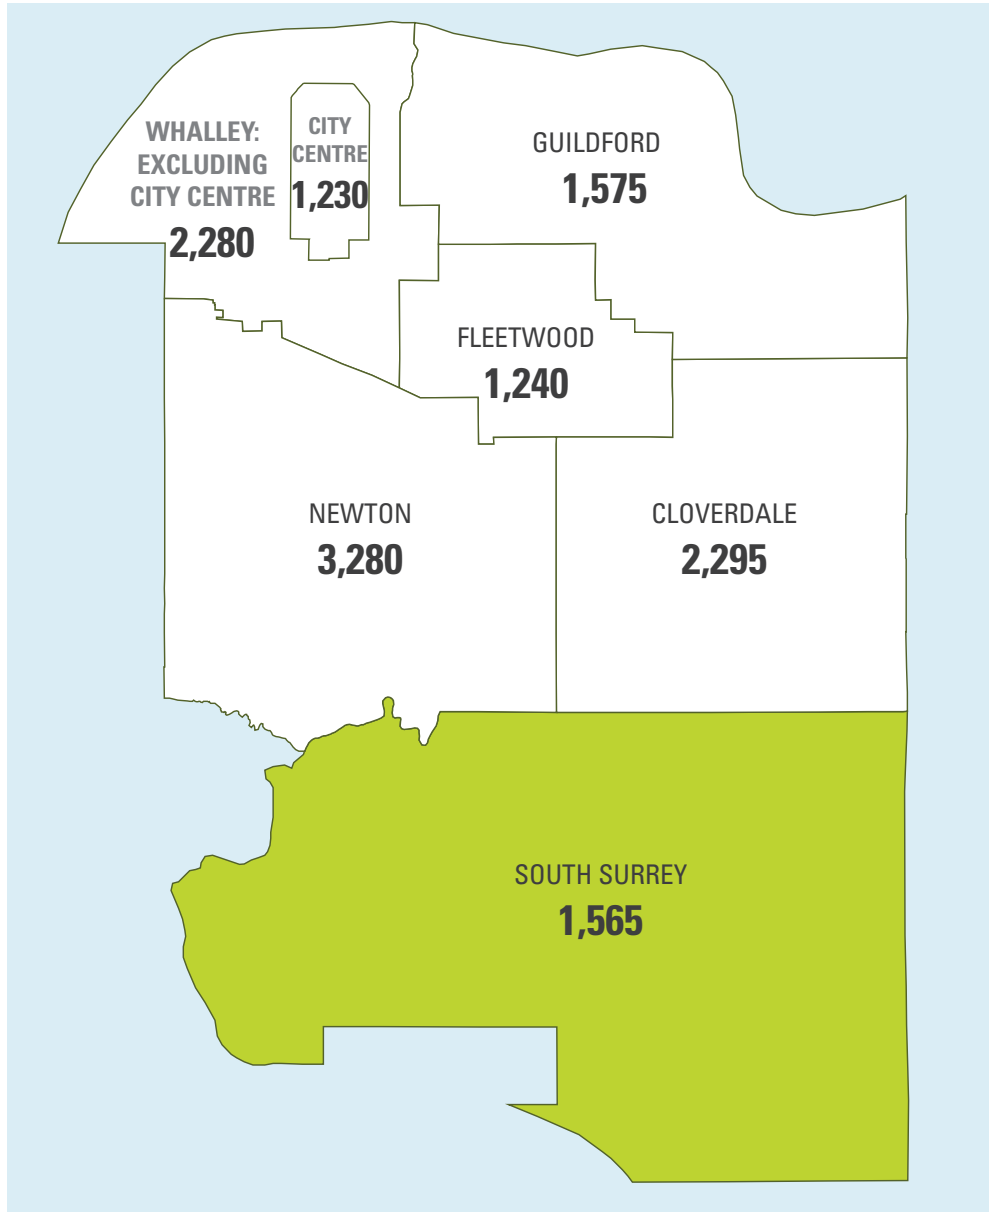 WHALLEY:
EXCLUDING
CITY CENTRE
2,280
CITY
CENTRE
1,230
GUILDFORD
1,575
FLEETWOOD
1,240
NEWTON
3,280
CLOVERDALE
2,295
SOUTH SURREY
1,565